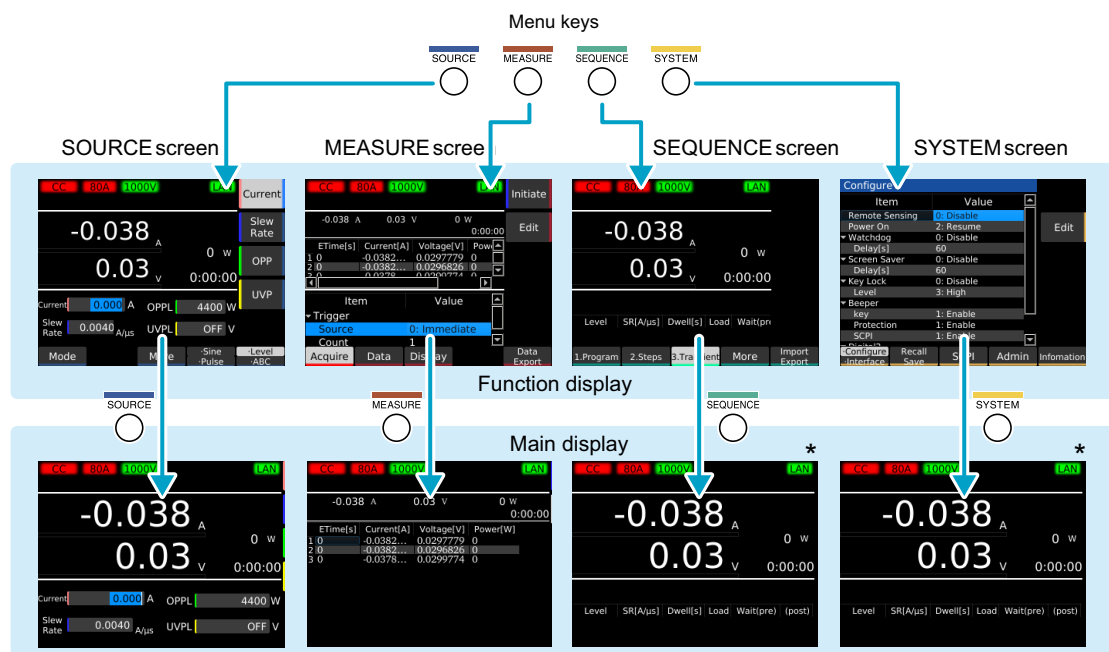 Menu keys
SOURCE MEASURE SEQUENCE SYSTEM
SOURCE screen MEASURE screen SEQUENCE screen SYSTEM screen
CC 80A 1000V LAN Current
-0.038 A
Slew
Rate
0 W OPP
0.03 V 0:00:00
UVP
Current 0.000 A OPPL 4400 W
Slew
Rate 0.0040 A/µs UVPL OFF V
Mode More ·Sine
·Pulse ·Level
·ABC
CC 80A 1000V LAN Initiate
-0.038 A 0.03 V 0 W Edit
0:00:00
ETime[s] Current[A] Voltage[V]
1 0 -0.0382... 0.0297779 0
2 0 -0.0382... 0.0296826 0
Item Value
Trigger
Source 0: Immediate
Count 1
Acquire Data Display Data
Export
CC 1000V LAN
-0.038 A
0 W
0.03 V 0:00:00
Level SR[A/µs] Dwell[s] Load
1.Program 2.Steps 3.Transient More Import
Export
Configure
Item Value
Remote Sensing 0: Disable
Power On 2: Resume Edit
Watchdog 0: Disable
Delay[s] 60
Screen Saver 0: Disable
Delay[s] 60
Key Lock 0: Disable
Level 3: High
Beeper
key 1: Enable
Protection 1: Enable
SCPI 1: Enable
·Configure
·Interface Recall
Save SCPI Admin Infomation
Function display
SOURCE MEASURE SEQUENCE SYSTEM
Main display
* *
CC 80A 1000V LAN
-0.038 A
0 W
0.03 V 0:00:00
Current 0.000 A OPPL 4400 W
Slew
Rate 0.0040 A/µs UVPL OFF V
CC 80A 1000V LAN
-0.038 A 0.03 V 0 W
0:00:00
ETime[s] Current[A] Voltage[V] Power[W]
1 0 -0.0382... 0.0297779 0
2 0 -0.0382... 0.0296826 0
3 0 -0.0378... 0.0299774 0
CC 80A 1000V LAN
-0.038 A
0 W
0.03 V 0:00:00
Level SR[A/µs] Dwell[s] Load Wait(pre) (post)
CC 80A 1000V LAN
-0.038 A
0 W
0.03 V 0:00:00
Level SR[A/µs] Dwell[s] Load Wait(pre) (post)